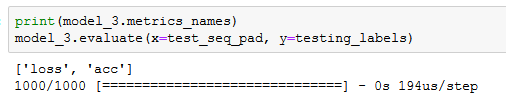 print(model_3.metrics_names)
model_3.evaluate(x=test_seq_pad, y=testing_labels)
['loss', 'acc']
1000/1000 [==============================] - 0s 194us/step